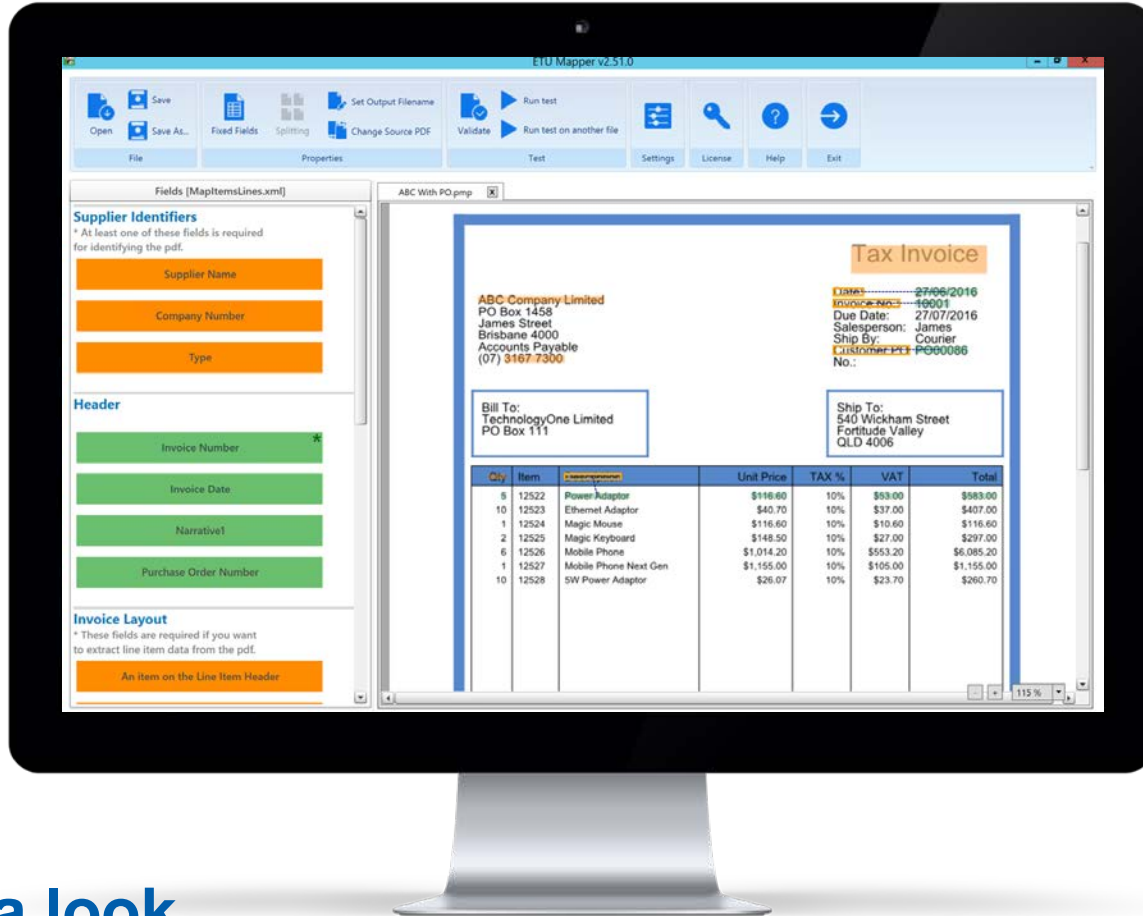 ETU Mapper v2.51.0
Open
Save
Save As...
File
Fixed Fields
Splitting
Set Output Filename
Change Source PDF
Properties
Validate
Run test
Run test on another file
Test
Settings
License
Help
Exit
Fields [MapItemsLines.xml]
Supplier Identifiers
* At least one of these fields is required
for identifying the pdf.
Supplier Name
Company Number
Type
Header
Invoice Number *
Invoice Date
Narrative1
Purchase Order Number
Invoice Layout
* These fields are required if you want
to extract line item data from the pdf.
An item on the Line Item Header
ABC With PO.pmp
Tax Invoice
ABC Company Limited
PO Box 1458
James Street
Brisbane 4000
Accounts Payable
(07) 3167 7300
Date: 27/06/2016
Invoice No.: 10001
Due Date: 27/07/2016
Salesperson: James
Ship By: Courier
Customer PO PO00086
No.:
Bill To:
TechnologyOne Limited
PO Box 111
Ship To:
540 Wickham Street
Fortitude Valley
QLD 4006
Qty Item Unit Price TAX % VAT Total
5 12522 Power Adaptor $116.60 10% $53.00 $583.00
10 12523 Ethernet Adaptor $40.70 10% $37.00 $407.00
1 12524 Magic Mouse $116.60 10% $10.60 $116.60
2 12525 Magic Keyboard $148.50 10% $27.00 $297.00
6 12526 Mobile Phone $1,014.20 10% $553.20 $6,085.20
1 12527 Mobile Phone Next Gen $1,155.00 10% $105.00 $1,155.00
10 12528 5W Power Adaptor $26.07 10% $23.70 $260.70
115 %
a look